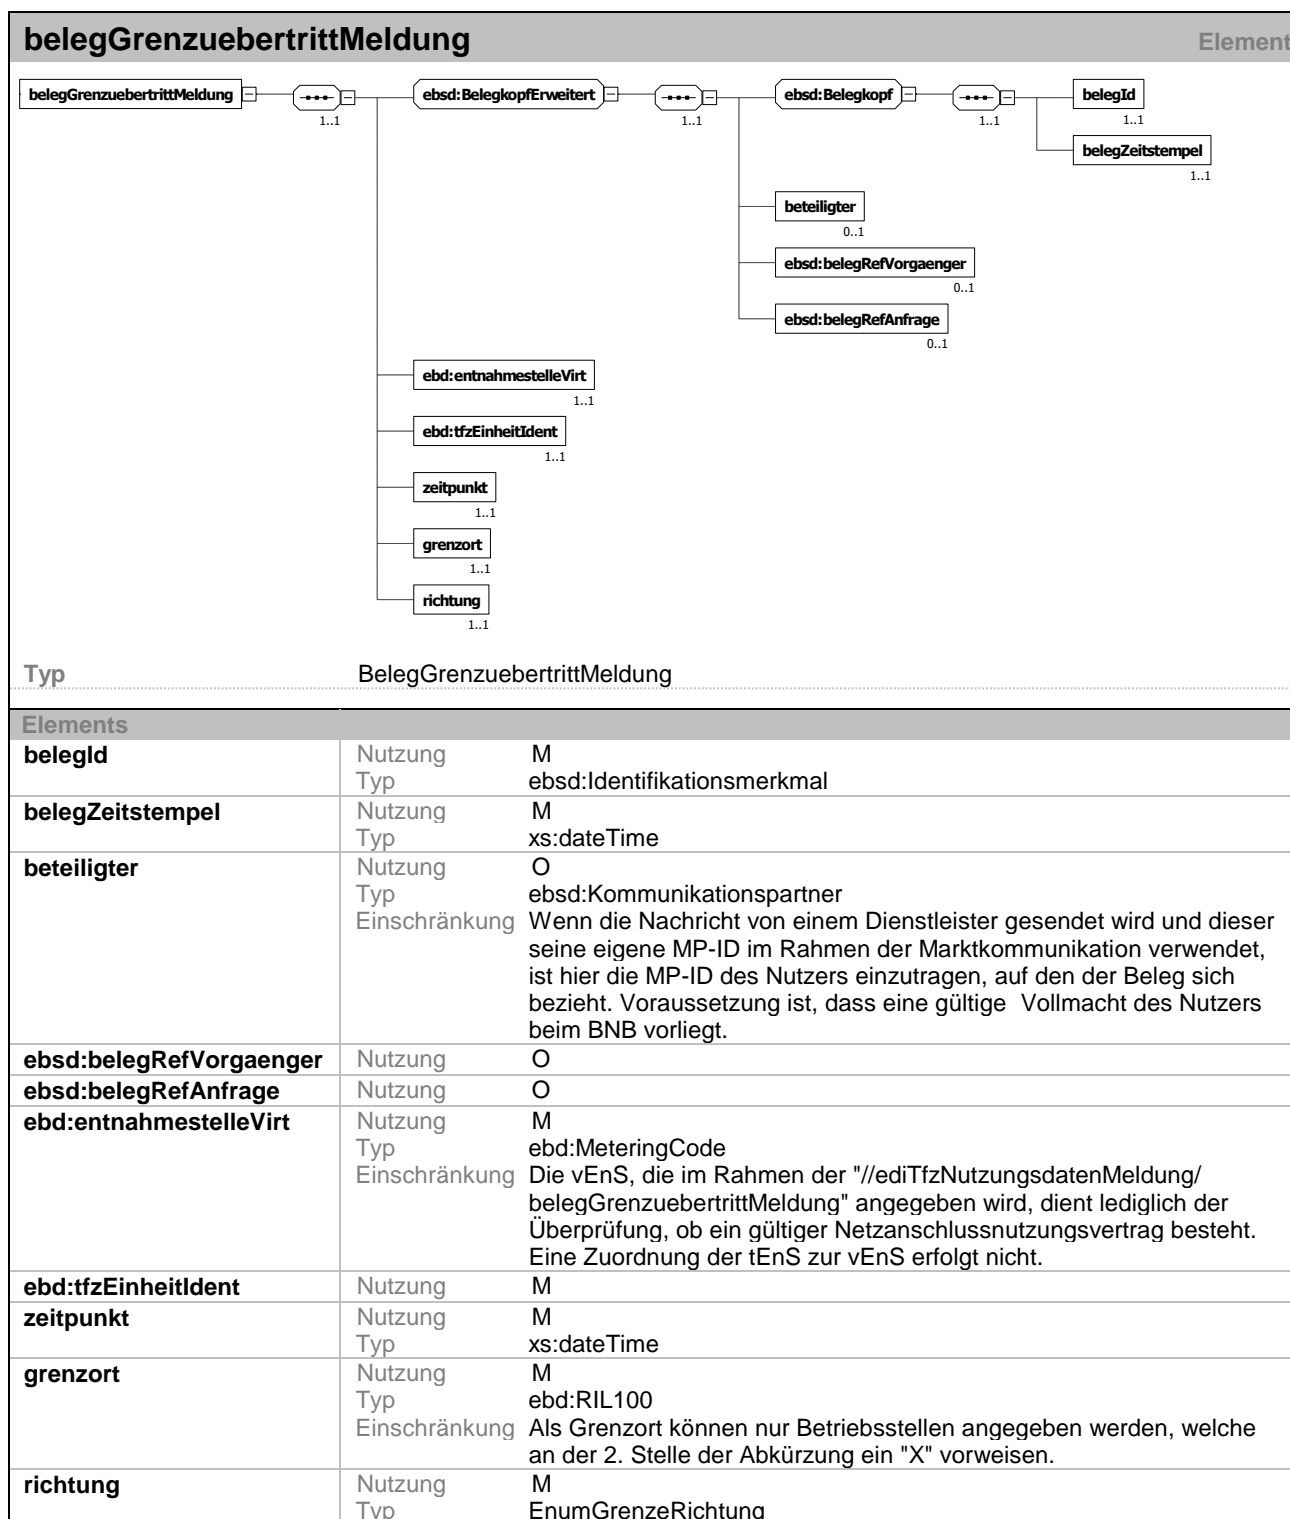 belegGrenzuebertrittMeldung Element
belegGrenzuebertrittMeldung ebsd:BelegkopfErweitert ebsd:Belegkopf belegId
1..1 1..1 1..1 1..1
belegZeitstempel
1..1
beteiligter
0..1
ebsd:belegRefVorgaenger
0..1
ebsd:belegRefAnfrage
0..1
ebd:entnahmestelleVirt
1..1
ebd:tfzEinheitIdent
1..1
zeitpunkt
1..1
grenzort
1..1
richtung
1..1
Typ BelegGrenzuebertrittMeldung
Elements
belegId Nutzung M
Typ ebsd:Identifikationsmerkmal
belegZeitstempel Nutzung M
Typ xs:dateTime
beteiligter Nutzung O
Typ ebsd:Kommunikationspartner
Einschränkung Wenn die Nachricht von einem Dienstleister gesendet wird und dieser
seine eigene MP-ID im Rahmen der Marktkommunikation verwendet,
ist hier die MP-ID des Nutzers einzutragen, auf den der Beleg sich
bezieht. Voraussetzung ist, dass eine gültige Vollmacht des Nutzers
beim BNB vorliegt.
ebsd:belegRefVorgaenger Nutzung O
ebsd:belegRefAnfrage Nutzung O
ebd:entnahmestelleVirt Nutzung M
Typ ebd:MeteringCode
Einschränkung Die vEnS, die im Rahmen der "//ediTfzNutzungsdatenMeldung/
belegGrenzuebertrittMeldung" angegeben wird, dient lediglich der
Überprüfung, ob ein gültiger Netzanschlussnutzungsvertrag besteht.
Eine Zuordnung der tEnS zur vEnS erfolgt nicht.
ebd:tfzEinheitIdent Nutzung M
zeitpunkt Nutzung M
Typ xs:dateTime
grenzort Nutzung M
Typ ebd:RIL100
Einschränkung Als Grenzort können nur Betriebsstellen angegeben werden, welche
an der 2. Stelle der Abkürzung ein "X" vorweisen.
richtung Nutzung M
Typ EnumGrenzeRichtung